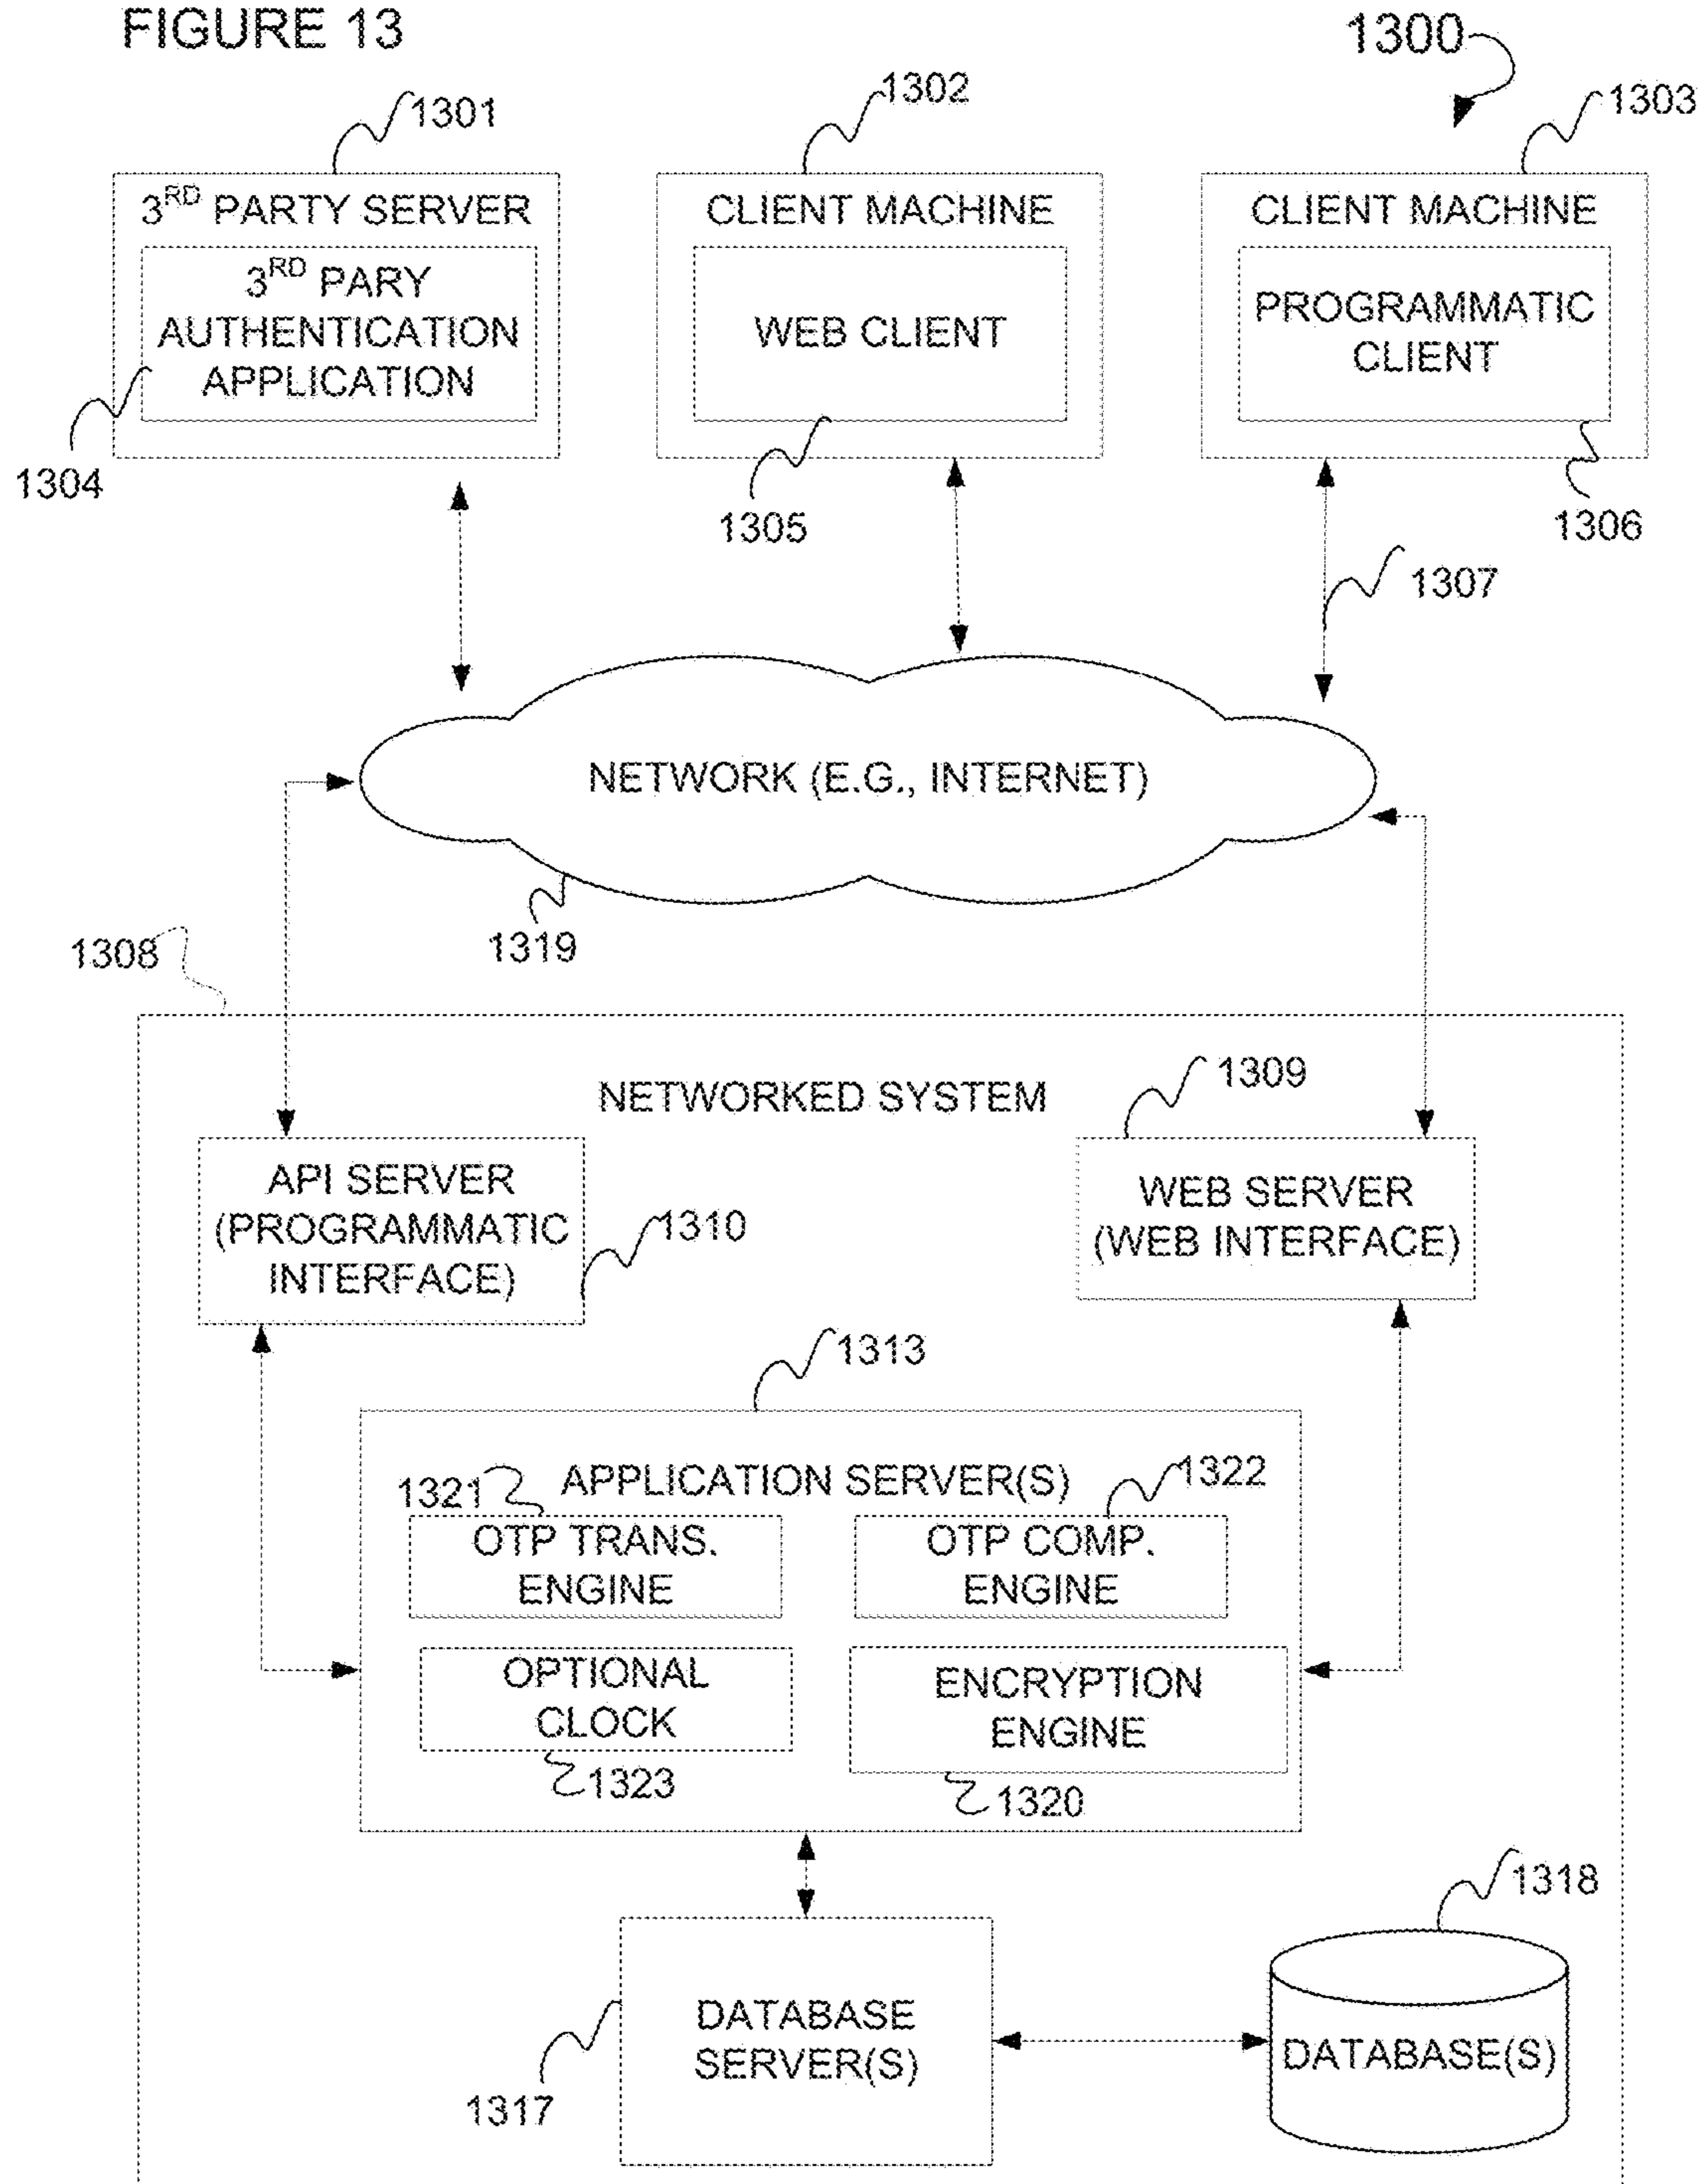 FIGURE 13
1300
1301
1302
1303
3RD PARTY SERVER
3RD PARY
AUTHENTICATION
APPLICATION
1304
CLIENT MACHINE
WEB CLIENT
1305
CLIENT MACHINE
PROGRAMMATIC
CLIENT
1306
1307
NETWORK (E.G., INTERNET)
1319
1308
NETWORKED SYSTEM
1309
API SERVER
(PROGRAMMATIC
INTERFACE)
1310
WEB SERVER
(WEB INTERFACE)
1313
APPLICATION SERVER(S)
1321
1322
OTP TRANS.
ENGINE
OTP COMP.
ENGINE
OPTIONAL
CLOCK
1323
ENCRYPTION
ENGINE
1320
1318
DATABASE
SERVER(S)
1317
DATABASE(S)